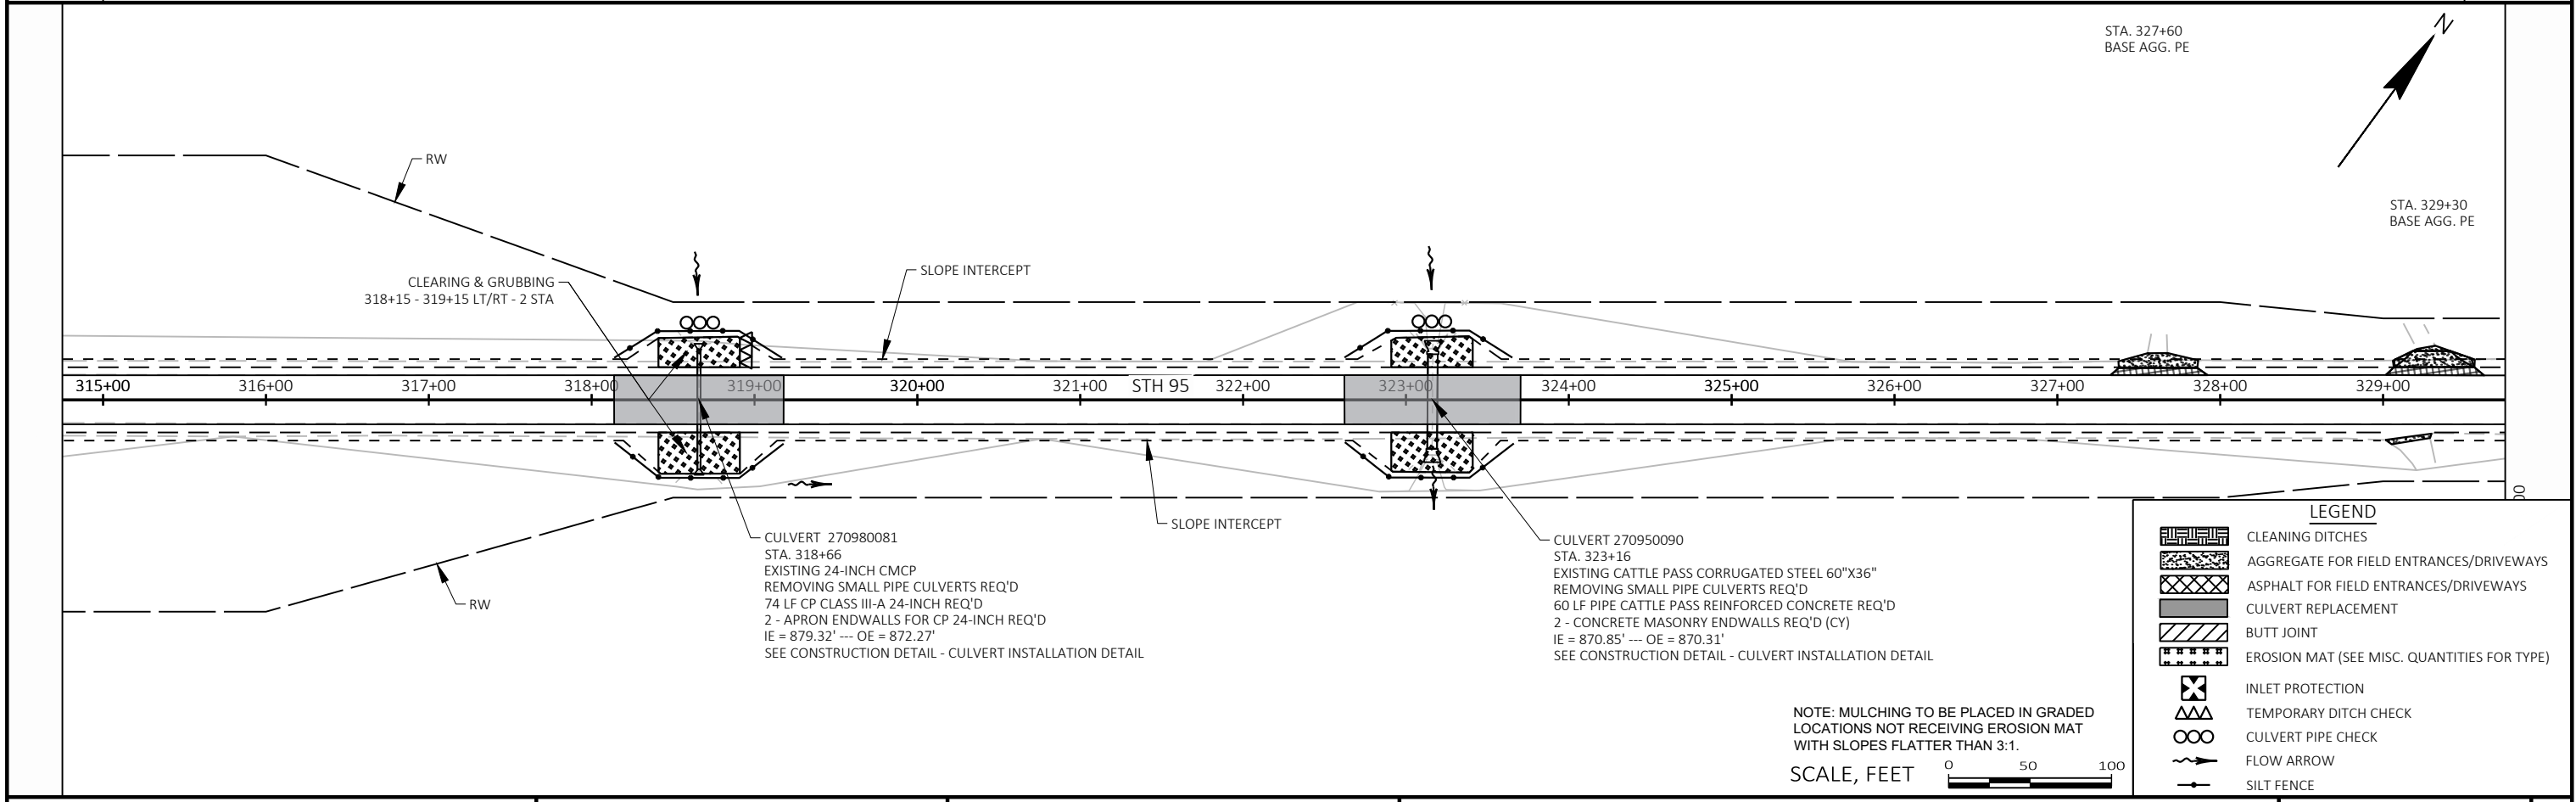 STA. 327+60
BASE AGG. PE
N
RW
STA. 329+30
BASE AGG. PE
CLEARING & GRUBBING
318+15 - 319+15 LT/RT - 2 STA
SLOPE INTERCEPT
315+00 316+00 317+00 318+00 319+00 320+00 321+00 STH 95 322+00 323+00 324+00 325+00 326+00 327+00 328+00 329+00
SLOPE INTERCEPT
RW
CULVERT 270980081
STA. 318+66
EXISTING 24-INCH CMCP
REMOVING SMALL PIPE CULVERTS REQ'D
74 LF CP CLASS III-A 24-INCH REQ'D
2 - APRON ENDWALLS FOR CP 24-INCH REQ'D
IE = 879.32' --- OE = 872.27'
SEE CONSTRUCTION DETAIL - CULVERT INSTALLATION DETAIL
CULVERT 270950090
STA. 323+16
EXISTING CATTLE PASS CORRUGATED STEEL 60"X36"
REMOVING SMALL PIPE CULVERTS REQ'D
60 LF PIPE CATTLE PASS REINFORCED CONCRETE REQ'D
2 - CONCRETE MASONRY ENDWALLS REQ'D (CY)
IE = 870.85' --- OE = 870.31'
SEE CONSTRUCTION DETAIL - CULVERT INSTALLATION DETAIL
NOTE: MULCHING TO BE PLACED IN GRADED
LOCATIONS NOT RECEIVING EROSION MAT
WITH SLOPES FLATTER THAN 3:1.
SCALE, FEET 0 50 100
LEGEND
CLEANING DITCHES
AGGREGATE FOR FIELD ENTRANCES/DRIVEWAYS
ASPHALT FOR FIELD ENTRANCES/DRIVEWAYS
CULVERT REPLACEMENT
BUTT JOINT
EROSION MAT (SEE MISC. QUANTITIES FOR TYPE)
INLET PROTECTION
TEMPORARY DITCH CHECK
CULVERT PIPE CHECK
FLOW ARROW
SILT FENCE